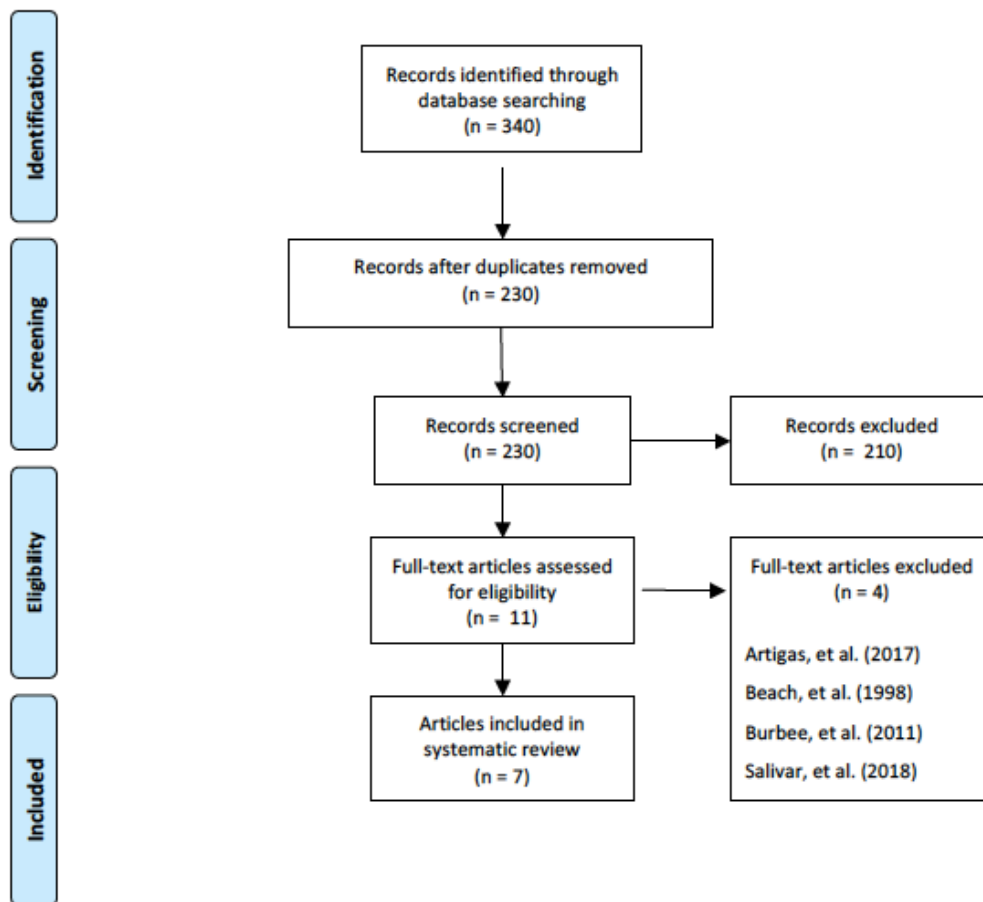 Identification
Records identified through
database searching
(n = 340)
Screening
Records after duplicates removed
(n = 230)
Records screened
(n = 230)
Records excluded
(n = 210)
Eligibility
Full-text articles assessed
for eligibility
(n = 11)
Full-text articles excluded
(n = 4)
Artigas, et al. (2017)
Beach, et al. (1998)
Burbee, et al. (2011)
Salivar, et al. (2018)
Included
Articles included in
systematic review
(n = 7)